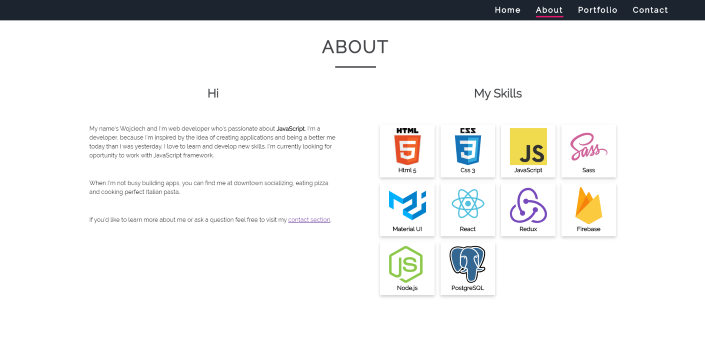 Home About Portfolio Contact
ABOUT
Hi
My name's Wojciech and I'm web developer who's passionate about JavaScript. I'm a
developer, because I'm inspired by the idea of creating applications and being a better me
today than I was yesterday. I love to learn and develop new skills. I'm currently looking for
oportunity to work with JavaScript framework.
When I'm not busy building apps, you can find me at downtown socializing, eating pizza
and cooking perfect Italian pasta.
If you'd like to learn more about me or ask a question feel free to visit my contact section
My Skills
HTML CSS JS Sass
5 3
Html 5 Css 3 JavaScript Sass
Material UI React Redux Firebase
JS
Node.js PostgreSQL